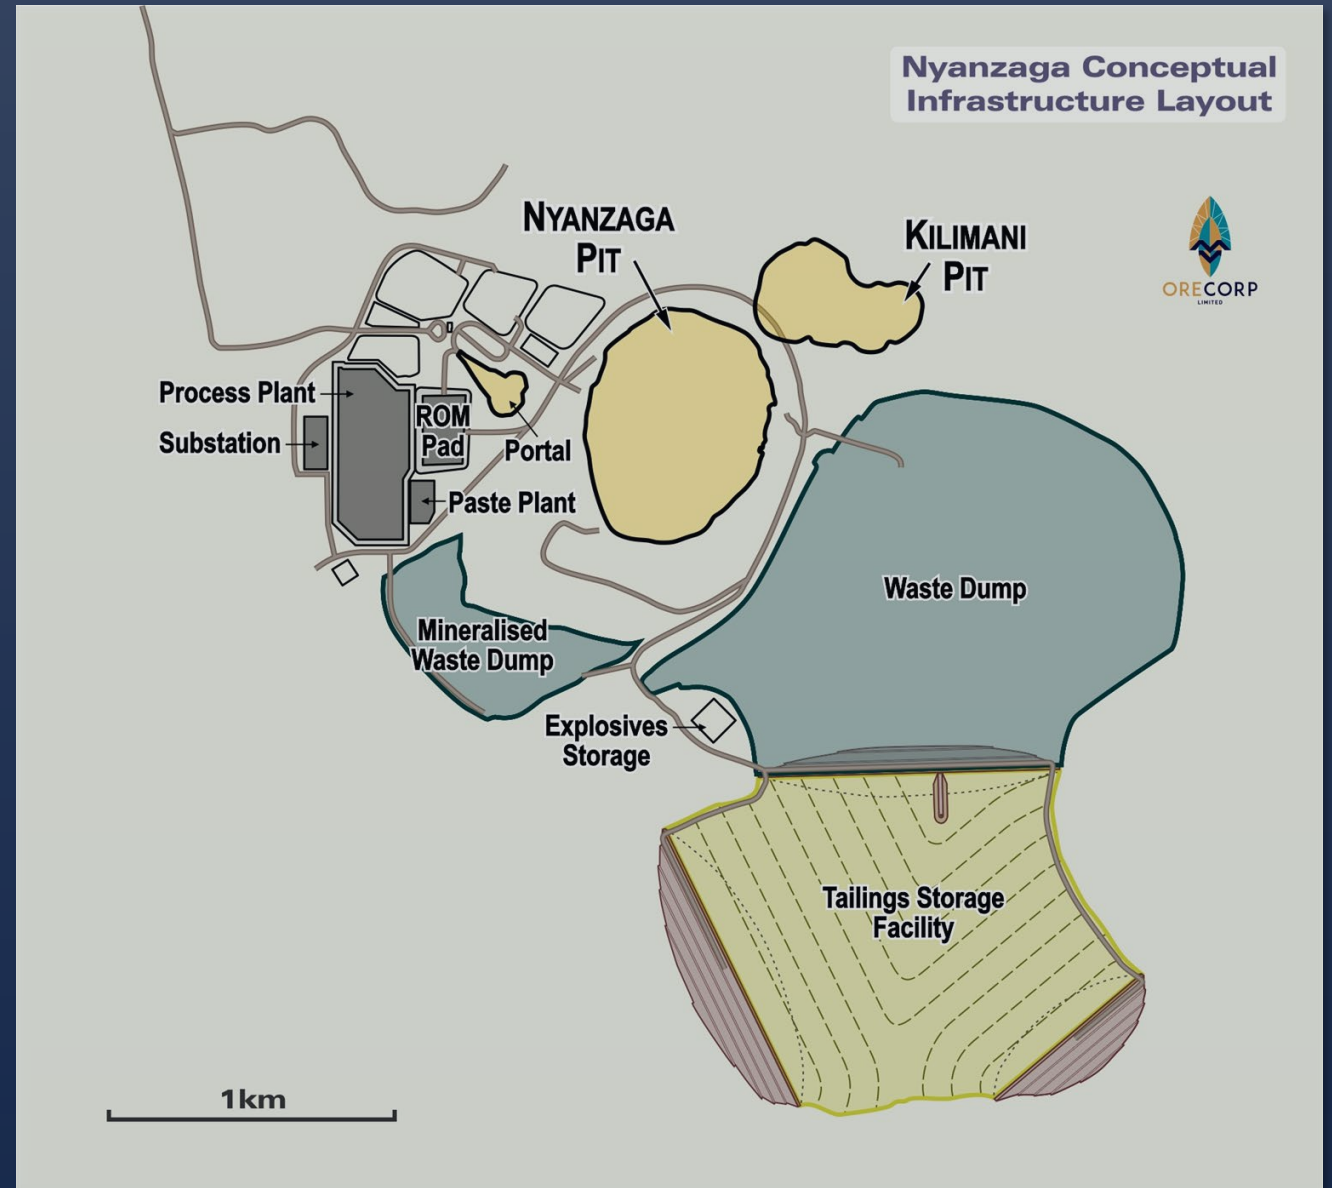 Nyanzaga Conceptual
Infrastructure Layout
NYANZAGA
PIT
KILIMANI
PIT
ORECORP
LIMITED
Process Plant
ROM
Pad
Substation
Portal
Paste Plant
Waste Dump
Mineralised
Waste Dump
Explosives
Storage
Tailings Storage
Facility
1km